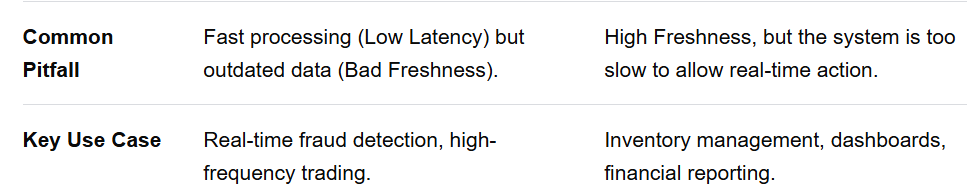 Common Pitfall
Fast processing (Low Latency) but
outdated data (Bad Freshness).
High Freshness, but the system is too
slow to allow real-time action.
Key Use Case
Real-time fraud detection, high-
frequency trading.
Inventory management, dashboards,
financial reporting.